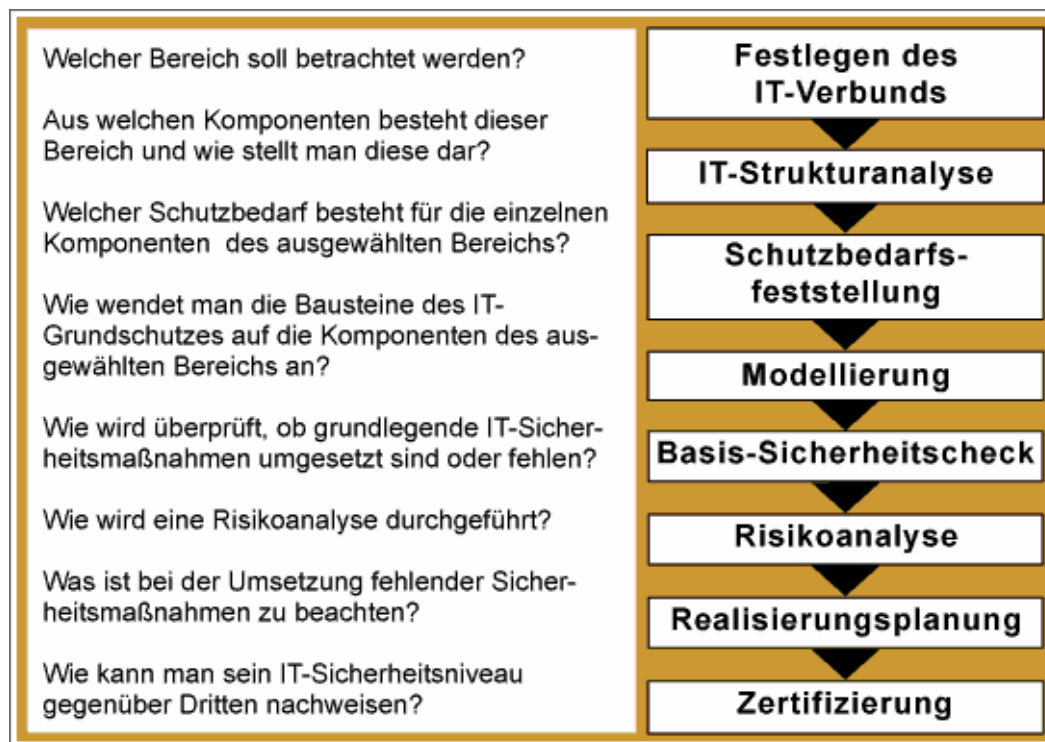 Welcher Bereich soll betrachtet werden?
Aus welchen Komponenten besteht dieser
Bereich und wie stellt man diese dar?
Welcher Schutzbedarf besteht für die einzelnen
Komponenten des ausgewählten Bereichs?
Wie wendet man die Bausteine des IT-
Grundschutzes auf die Komponenten des aus-
gewählten Bereichs an?
Wie wird überprüft, ob grundlegende IT-Sicher-
heitsmaßnahmen umgesetzt sind oder fehlen?
Wie wird eine Risikoanalyse durchgeführt?
Was ist bei der Umsetzung fehlender Sicher-
heitsmaßnahmen zu beachten?
Wie kann man sein IT-Sicherheitsniveau
gegenüber Dritten nachweisen?
Festlegen des
IT-Verbunds
IT-Strukturanalyse
Schutzbedarfs-
feststellung
Modellierung
Basis-Sicherheitscheck
Risikoanalyse
Realisierungsplanung
Zertifizierung